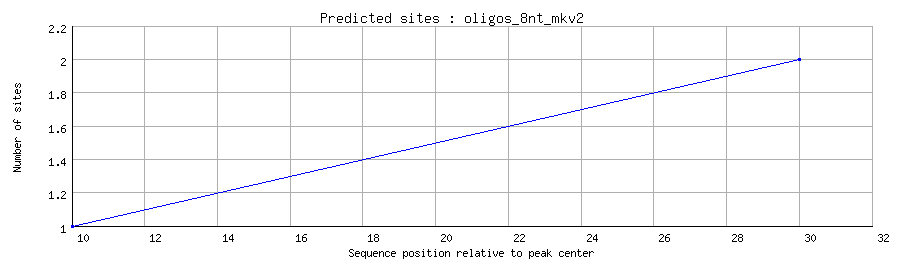 Predicted sites : oligos_8nt_mkv2
2.2
2
1.8
1.6
1.4
1.2
1
Number of sites
10 12 14 16 18 20 22 24 26 28 30 32
Sequence position relative to peak center